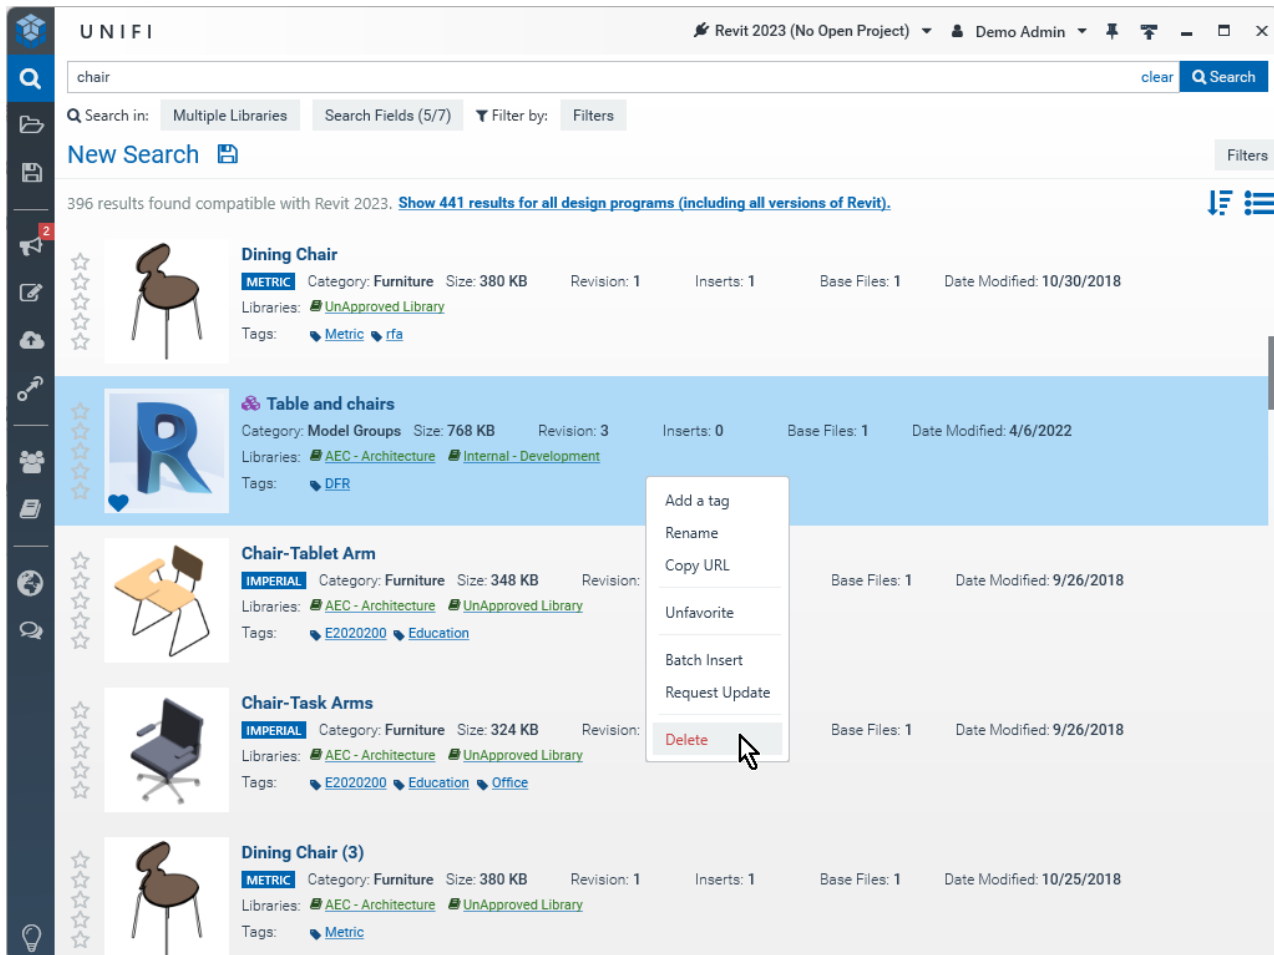 UNIFI
Revit 2023 (No Open Project)
Demo Admin
chair
clear
Search
Search in:
Multiple Libraries
Search Fields (5/7)
Filter by:
Filters
New Search
Filters
396 results found compatible with Revit 2023. Show 441 results for all design programs (including all versions of Revit).
2
Dining Chair
METRIC Category: Furniture Size: 380 KB Revision: 1 Inserts: 1 Base Files: 1 Date Modified: 10/30/2018
Libraries: UnApproved Library
Tags: Metric rfa
Table and chairs
Category: Model Groups Size: 768 KB Revision: 3 Inserts: 0 Base Files: 1 Date Modified: 4/6/2022
Libraries: AEC - Architecture Internal - Development
Tags: DFR
R
Add a tag
Rename
Copy URL
Unfavorite
Batch Insert
Request Update
Delete
Chair-Tablet Arm
IMPERIAL Category: Furniture Size: 348 KB Revision: Base Files: 1 Date Modified: 9/26/2018
Libraries: AEC - Architecture UnApproved Library
Tags: E2020200 Education
Chair-Task Arms
IMPERIAL Category: Furniture Size: 324 KB Revision: Base Files: 1 Date Modified: 9/26/2018
Libraries: AEC - Architecture UnApproved Library
Tags: E2020200 Education Office
Dining Chair (3)
METRIC Category: Furniture Size: 380 KB Revision: 1 Inserts: 1 Base Files: 1 Date Modified: 10/25/2018
Libraries: AEC - Architecture UnApproved Library
Tags: Metric